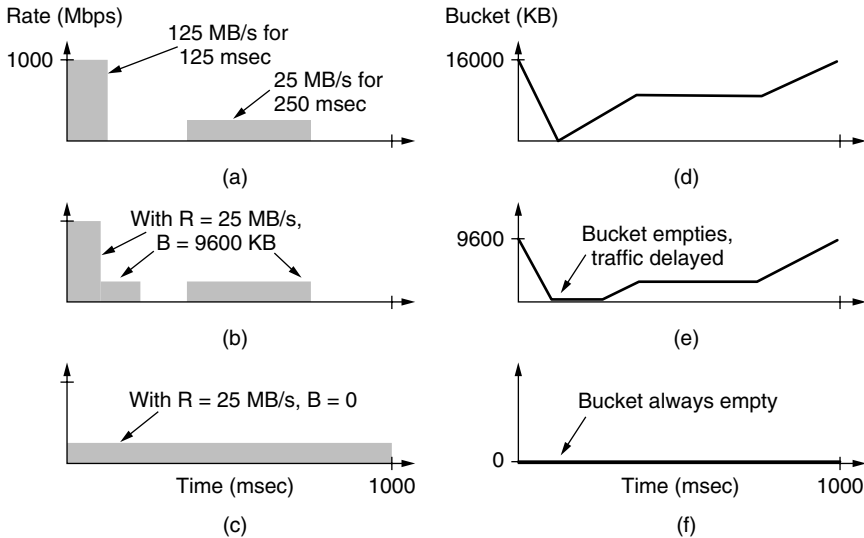 Rate (Mbps)
1000
125 MB/s for
125 msec
25 MB/s for
250 msec
(a)
Bucket (KB)
16000
(d)
With R = 25 MB/s,
B = 9600 KB
(b)
9600
Bucket empties,
traffic delayed
(e)
With R = 25 MB/s, B = 0
Time (msec)
1000
(c)
Bucket always empty
0
Time (msec)
1000
(f)